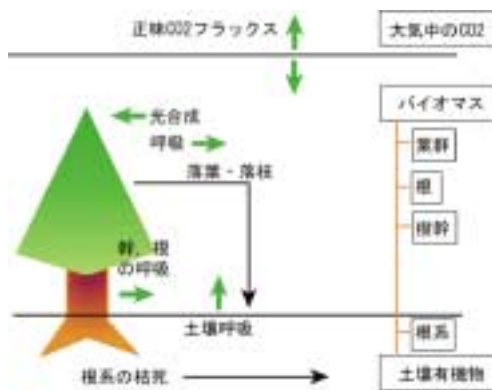 正味CO2フラックス
大気中のCO2
バイオマス
光合成
呼吸
葉群
落葉・落枝
根
樹幹
幹，根
の呼吸
土壌呼吸
根系
根系の枯死
土壌有機物